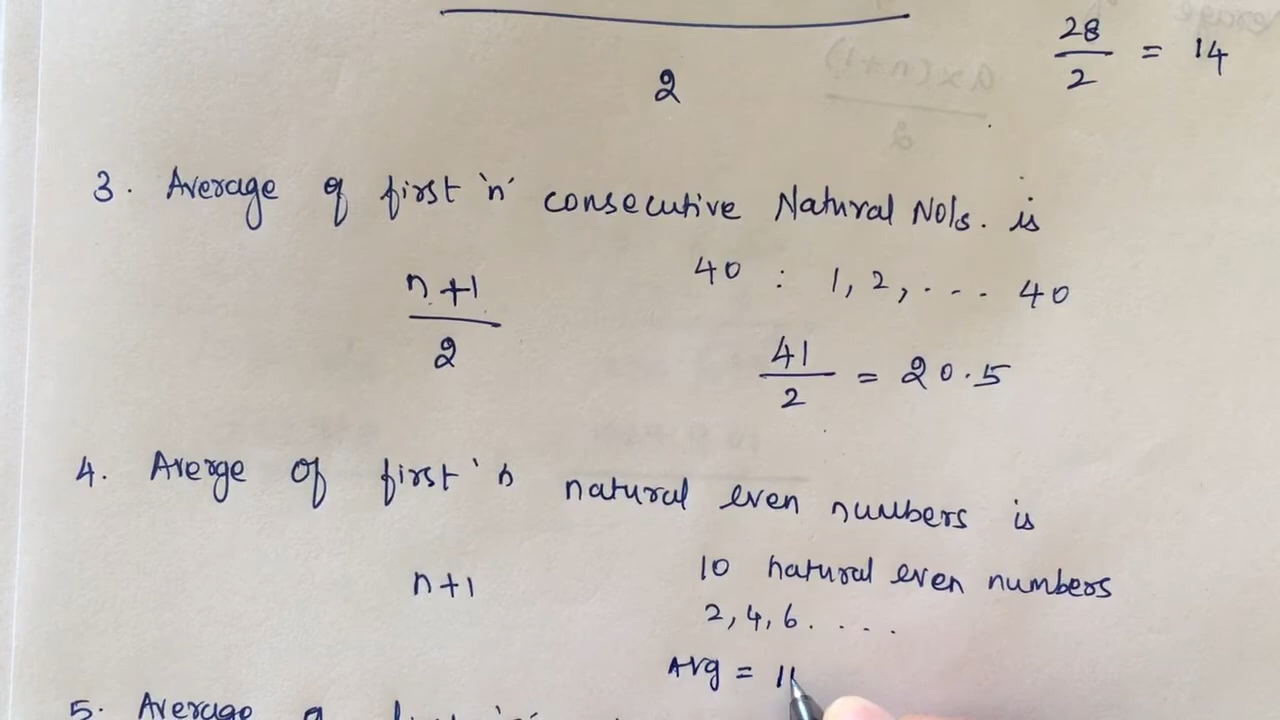 2
28/2 = 14
3. Average of first 'n' consecutive Natural Nols. is
n+1/2
40 : 1, 2, . - - . 40
41/2 = 20.5
4. Averge of first 'n natural even numbers is
n+1
10 natural even numbers
2, 4, 6 . . . . .
Avg = 11
5. Average